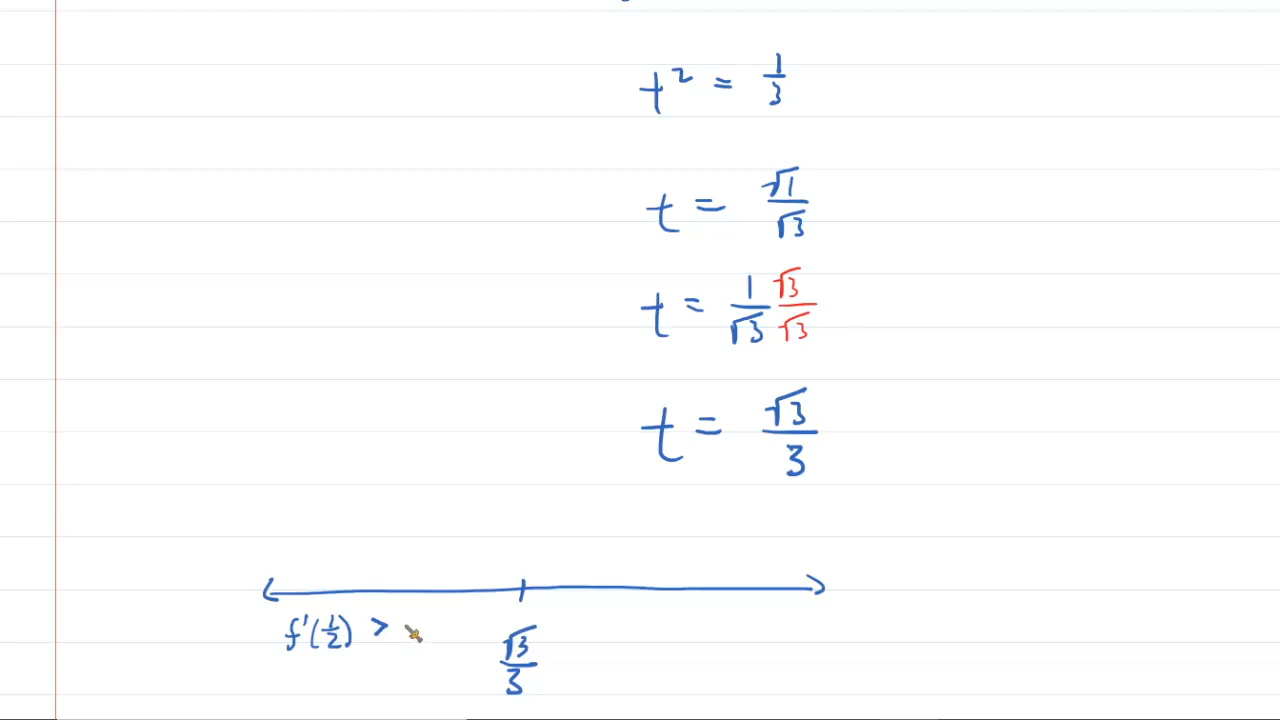 t² = 1/3
t = √1/√3
t = 1/√3 √3/√3
t = √3/3
f'(1/2) >
√3/3